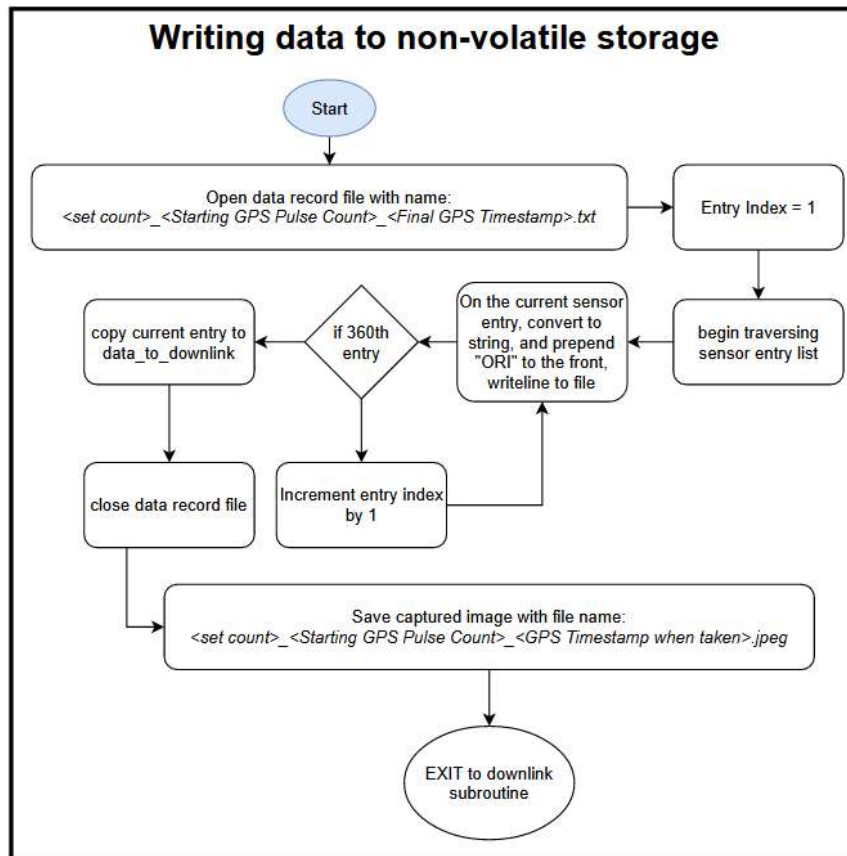 Writing data to non-volatile storage
Start
Open data record file with name:
<set count>_<Starting GPS Pulse Count>_<Final GPS Timestamp>.txt
Entry Index = 1
begin traversing
sensor entry list
On the current sensor
entry, convert to
string, and prepend
"ORI" to the front,
writeline to file
if 360th
entry
copy current entry to
data_to_downlink
Increment entry index
by 1
close data record file
Save captured image with file name:
<set count>_<Starting GPS Pulse Count>_<GPS Timestamp when taken>.jpeg
EXIT to downlink
subroutine